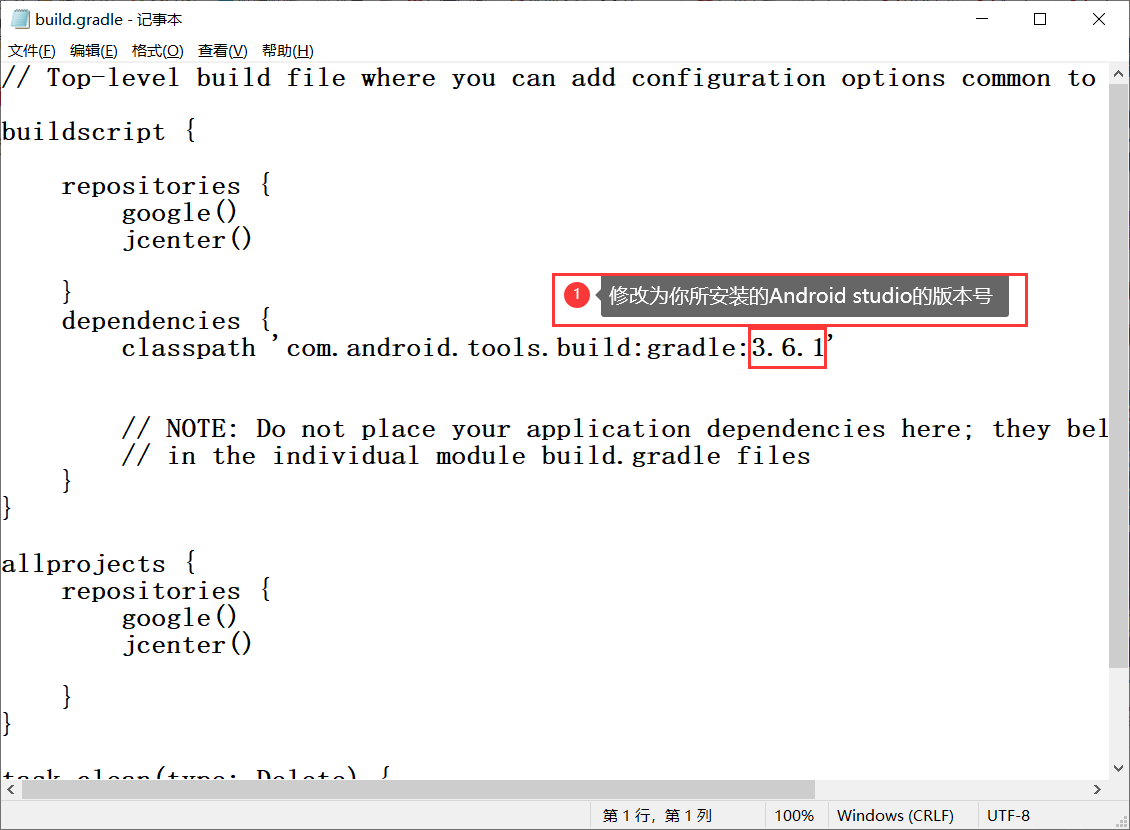 build.gradle - 记事本
文件(F) 编辑(E) 格式(O) 查看(V) 帮助(H)
// Top-level build file where you can add configuration options common to
buildscript {
repositories {
google()
jcenter()
}
1 修改为你所安装的Android studio的版本号
dependencies {
classpath 'com.android.tools.build:gradle:3.6.1'
// NOTE: Do not place your application dependencies here; they bel
// in the individual module build.gradle files
}
}
allprojects {
repositories {
google()
jcenter()
}
}
task clean(type: Delete) {
第 1 行，第 1 列 100% Windows (CRLF) UTF-8